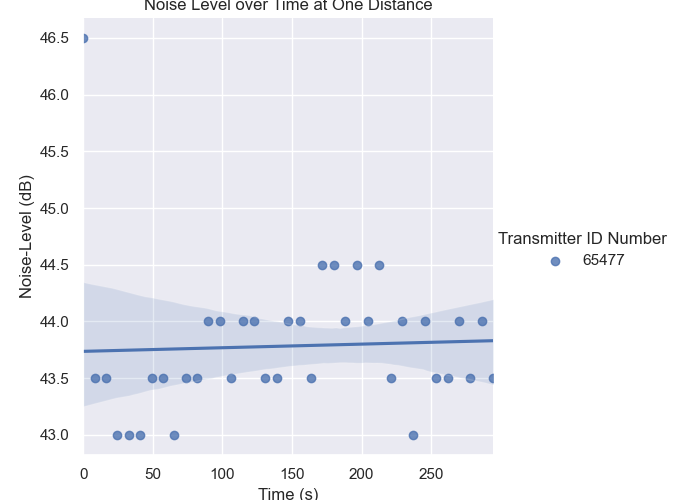 Noise Level over Time at One Distance
46.5
46.0
45.5
45.0
44.5
44.0
43.5
43.0
Noise-Level (dB)
0 50 100 150 200 250
Time (s)
Transmitter ID Number
65477